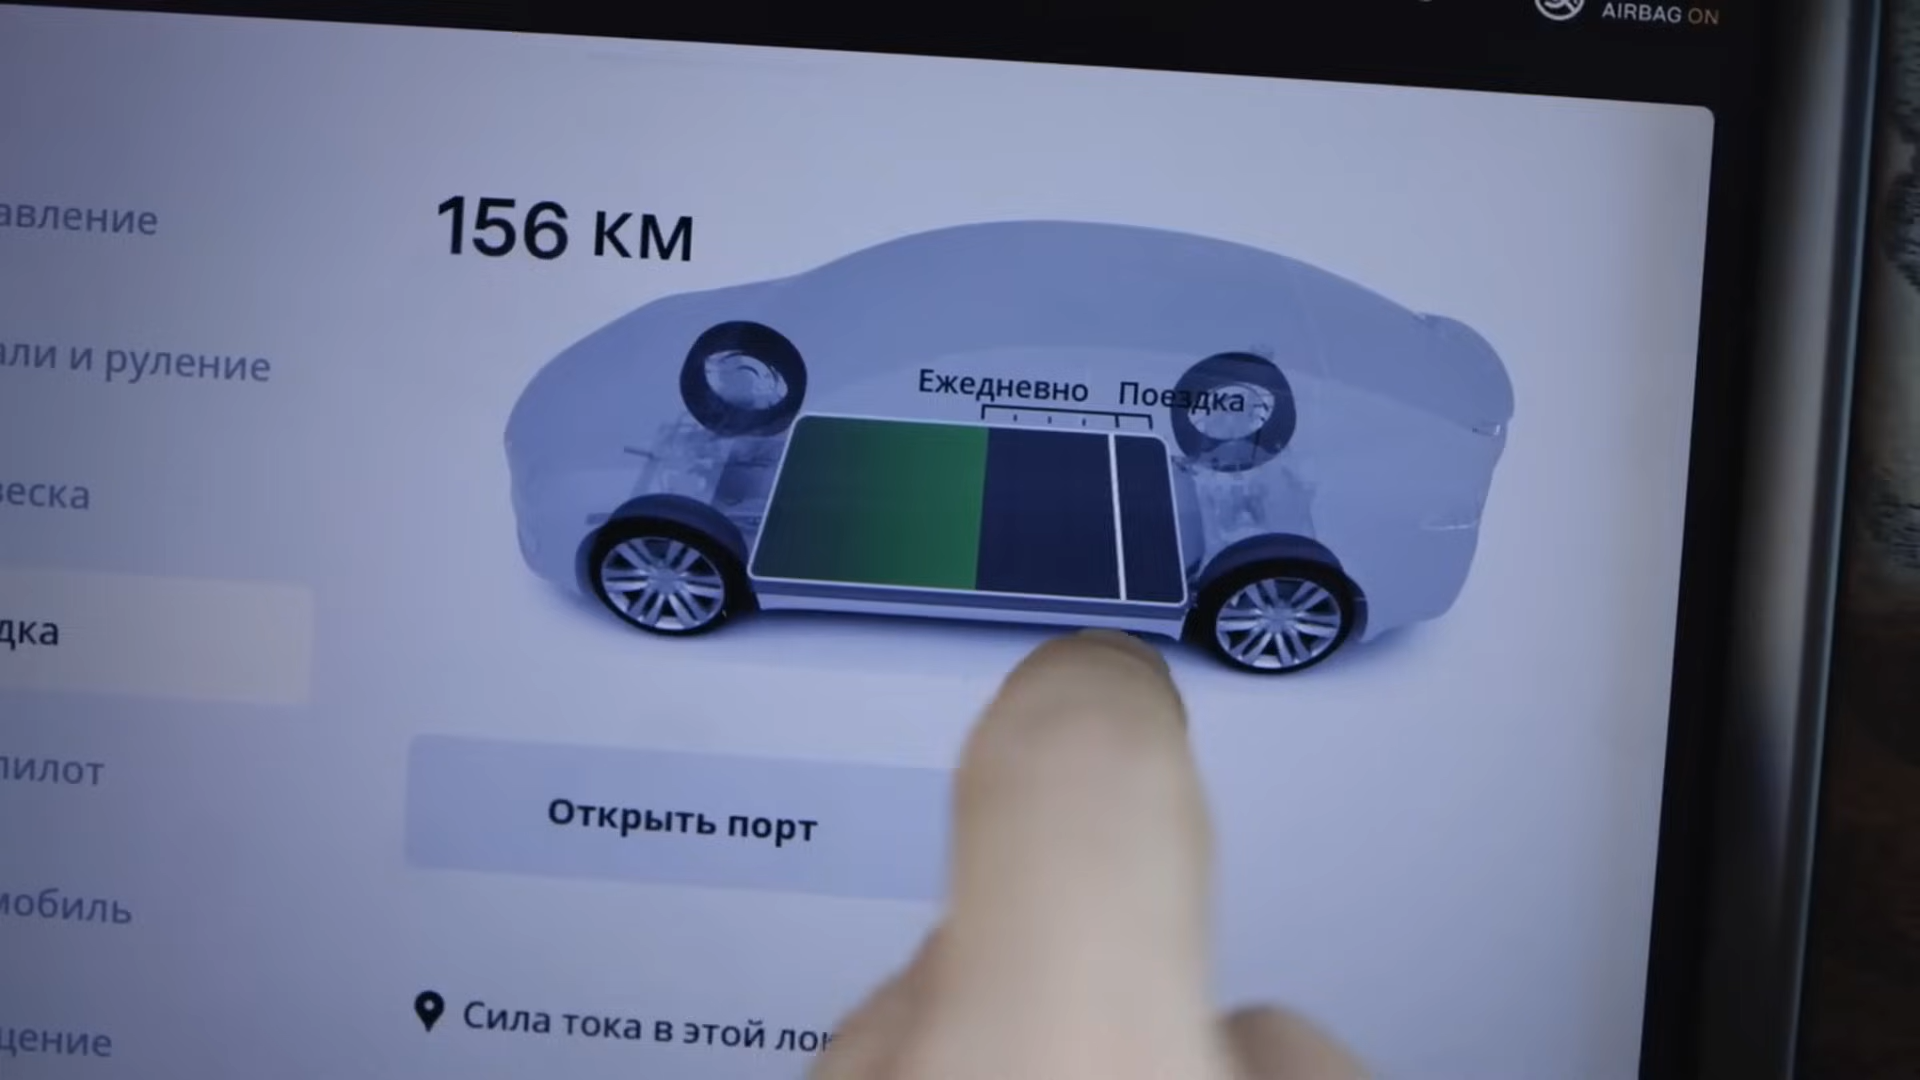 AIRBAG ON
156 км
авление
али и руление
Ежедневно Поездка
веска
дка
Открыть порт
пилот
мобиль
Сила тока в этой лок
щение